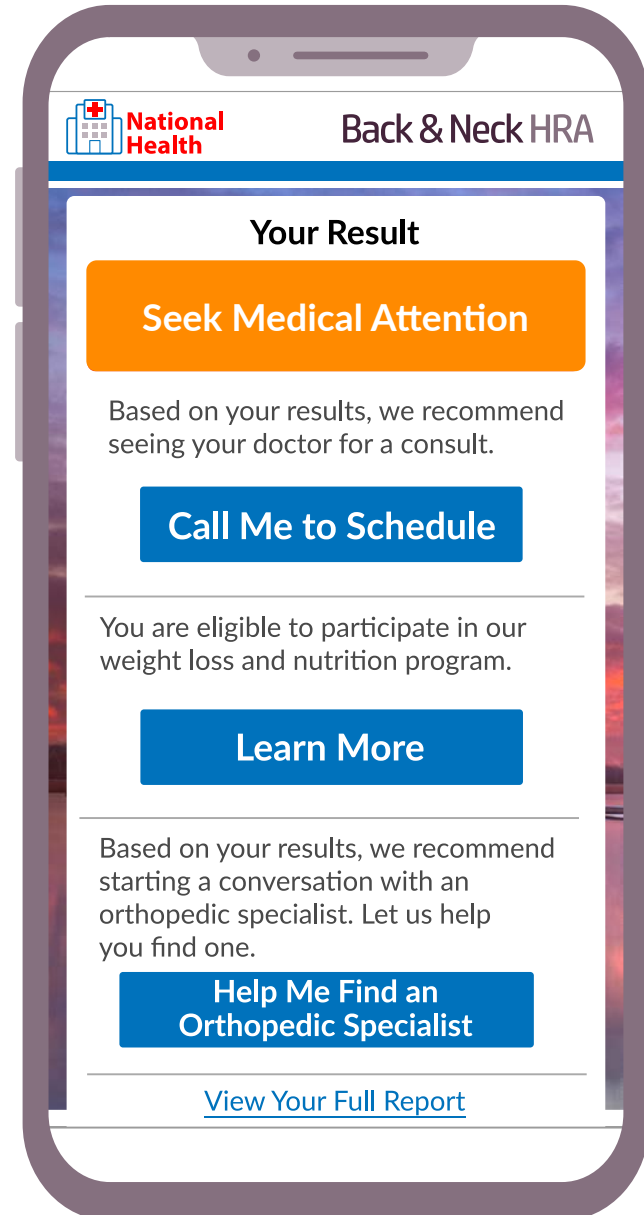 National
Health
Back & Neck HRA
Your Result
Seek Medical Attention
Based on your results, we recommend
seeing your doctor for a consult.
Call Me to Schedule
You are eligible to participate in our
weight loss and nutrition program.
Learn More
Based on your results, we recommend
starting a conversation with an
orthopedic specialist. Let us help
you find one.
Help Me Find an
Orthopedic Specialist
View Your Full Report